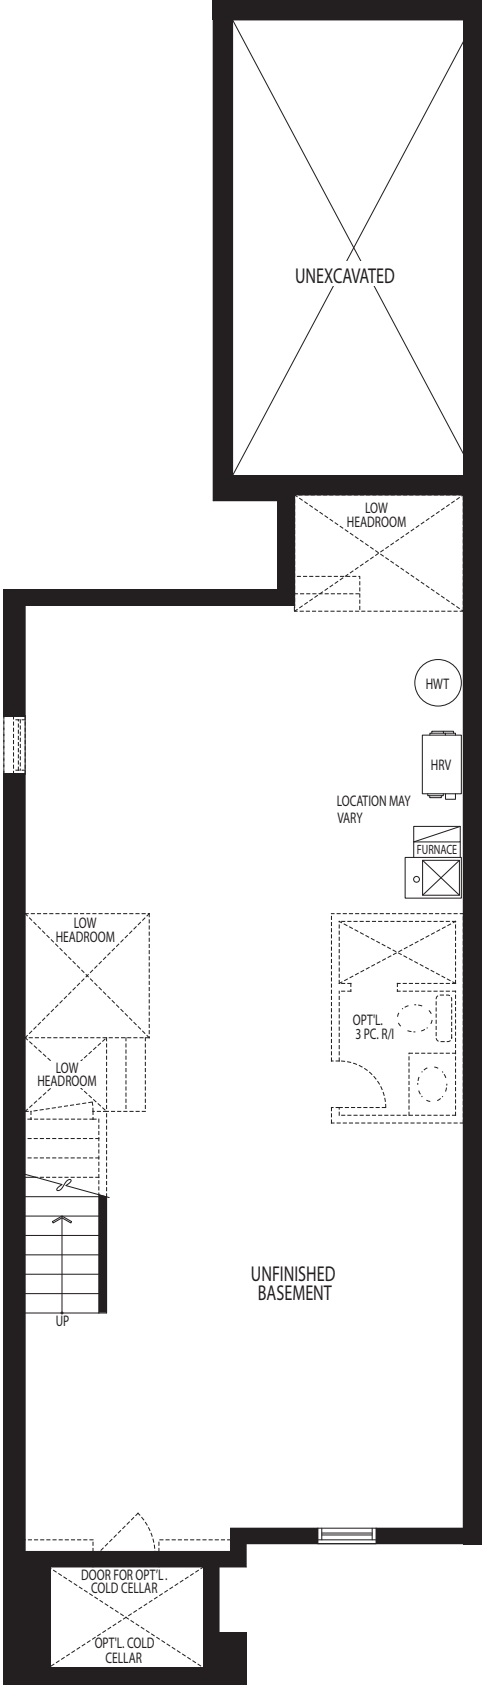 UNEXCAVATED
LOW
HEADROOM
HWT
HRV
LOCATION MAY
VARY
FURNACE
LOW
HEADROOM
OPT'L.
3 PC. R/I
LOW
HEADROOM
UNFINISHED
BASEMENT
UP
DOOR FOR OPT'L.
COLD CELLAR
OPT'L. COLD
CELLAR